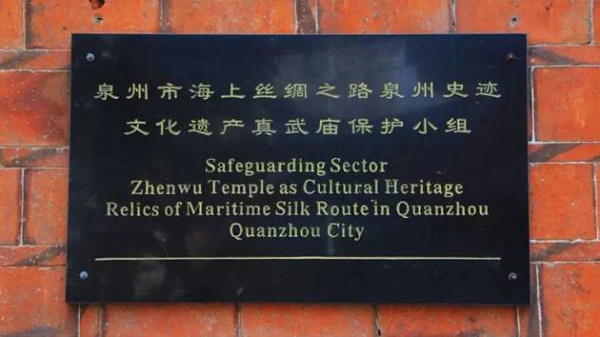 泉州市海上丝绸之路泉州史迹
文化遗产真武庙保护小组
Safeguarding Sector
Zhenwu Temple as Cultural Heritage
Relics of Maritime Silk Route in Quanzhou
Quanzhou City